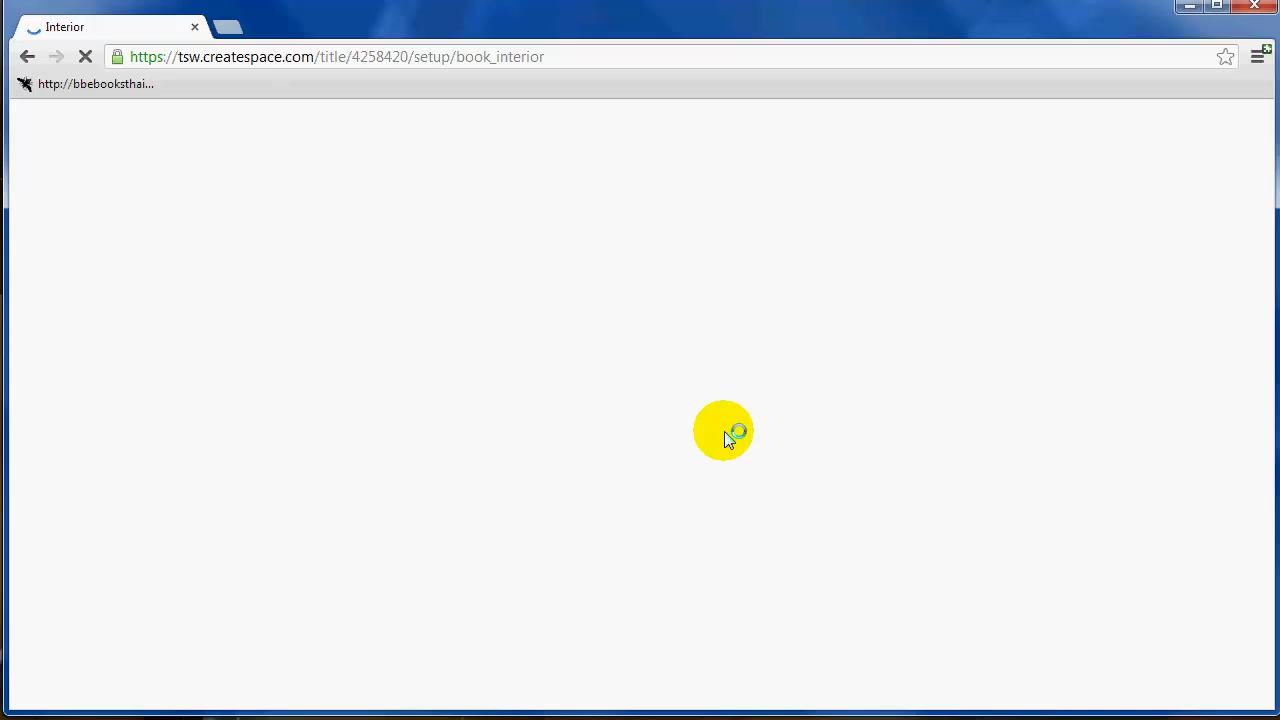 Interior
https://tsw.createspace.com/title/4258420/setup/book_interior
http://bbebooksthai...